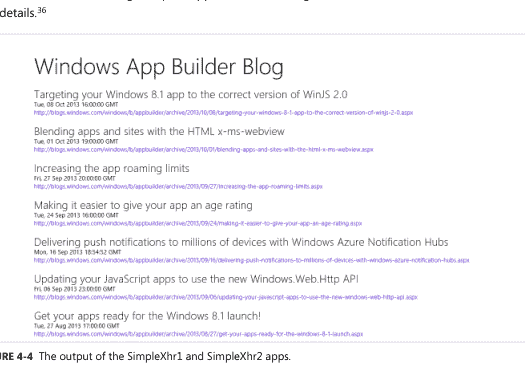 details.36
Windows App Builder Blog
Targeting your Windows 8.1 app to the correct version of WinJS 2.0
Tue, 08 Oct 2013 16:00:00 GMT
http://blogs.windows.com/windows/b/appbuilder/archive/2013/10/08/targeting-your-windows-8-1-app-to-the-correct-version-of-winjs-2-0.aspx
Blending apps and sites with the HTML x-ms-webview
Tue, 01 Oct 2013 19:00:00 GMT
http://blogs.windows.com/windows/b/appbuilder/archive/2013/10/01/blending-apps-and-sites-with-the-html-x-ms-webview.aspx
Increasing the app roaming limits
Fri, 27 Sep 2013 20:00:00 GMT
http://blogs.windows.com/windows/b/appbuilder/archive/2013/09/27/increasing-the-app-roaming-limits.aspx
Making it easier to give your app an age rating
Tue, 24 Sep 2013 16:00:00 GMT
http://blogs.windows.com/windows/b/appbuilder/archive/2013/09/24/making-it-easier-to-give-your-app-an-age-rating.aspx
Delivering push notifications to millions of devices with Windows Azure Notification Hubs
Mon, 16 Sep 2013 18:54:52 GMT
http://blogs.windows.com/windows/b/appbuilder/archive/2013/09/16/delivering-push-notifications-to-millions-of-devices-with-windows-azure-notification-hubs.aspx
Updating your JavaScript apps to use the new Windows.Web.Http API
Fri, 06 Sep 2013 23:00:00 GMT
http://blogs.windows.com/windows/b/appbuilder/archive/2013/09/06/updating-your-javascript-apps-to-use-the-new-windows-web-http-api.aspx
Get your apps ready for the Windows 8.1 launch!
Tue, 27 Aug 2013 17:00:00 GMT
http://blogs.windows.com/windows/b/appbuilder/archive/2013/08/27/get-your-apps-ready-for-the-windows-8-1-launch.aspx
URE 4-4 The output of the SimpleXhr1 and SimpleXhr2 apps.